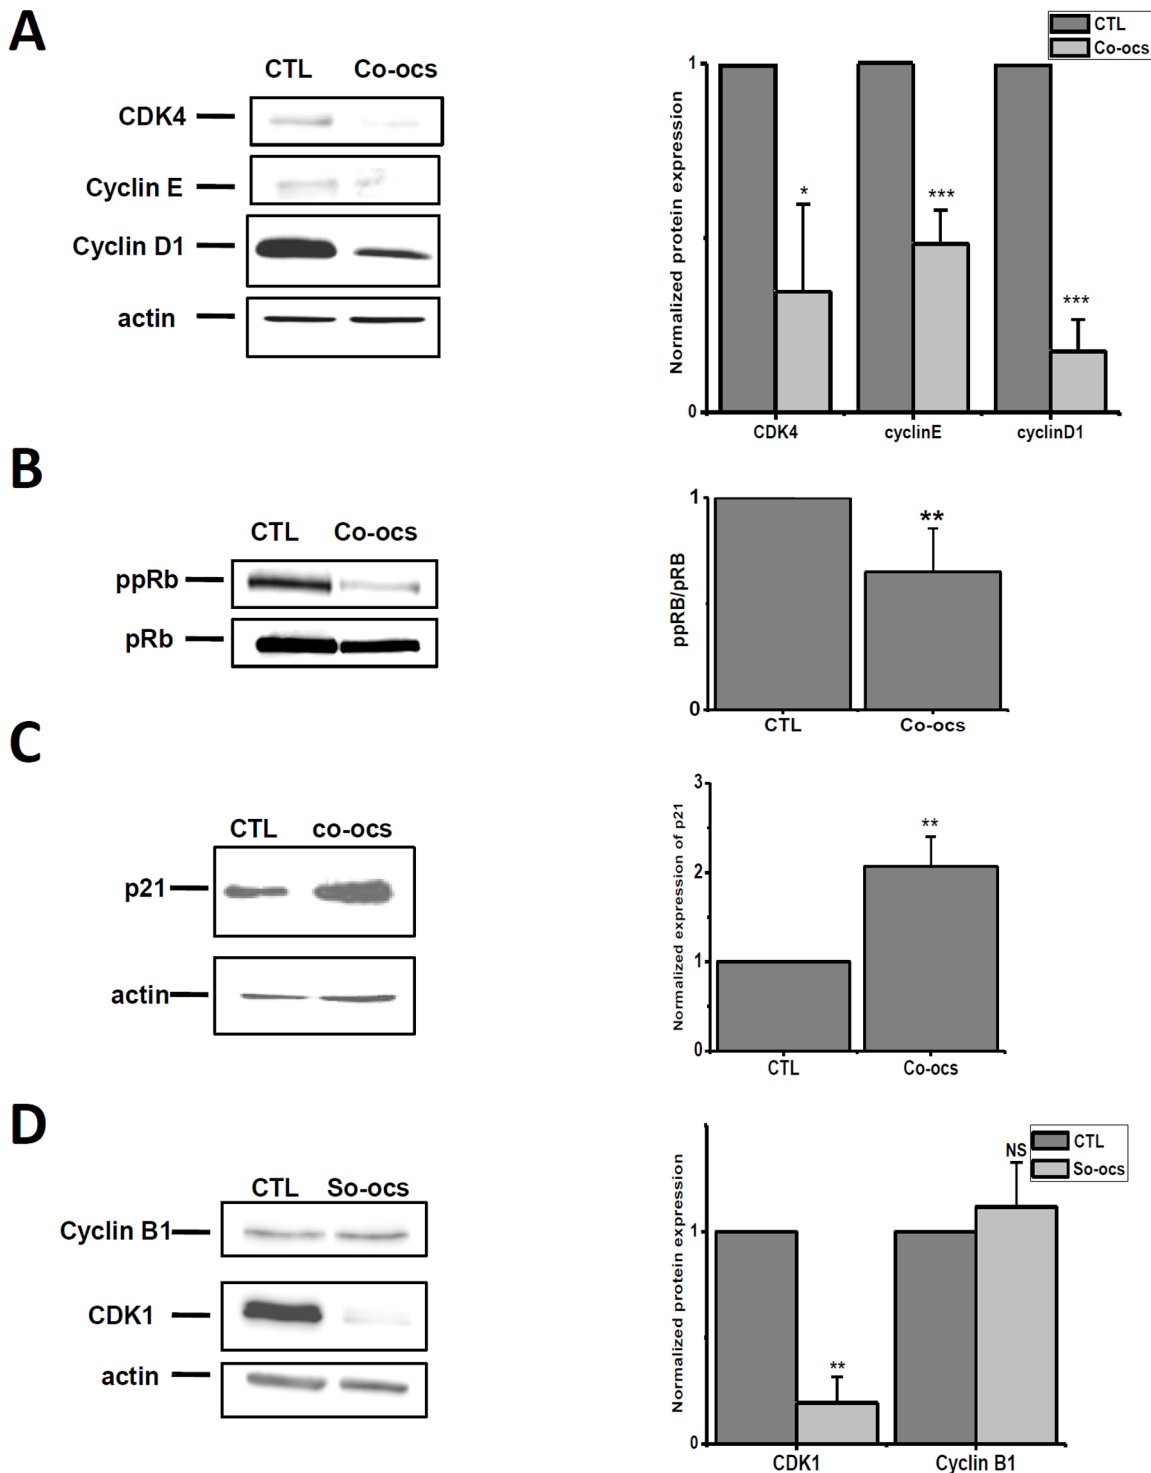 A
CTL Co-ocs
CDK4
Cyclin E
Cyclin D1
actin
CTL
Co-ocs
Normalized protein expression
1
0
*
***
***
CDK4 cyclinE cyclinD1
B
CTL Co-ocs
ppRb
pRb
ppRB/pRB
1
0
**
CTL Co-ocs
C
CTL co-ocs
p21
actin
Normalized expression of p21
3
2
1
0
**
CTL Co-ocs
D
CTL So-ocs
Cyclin B1
CDK1
actin
CTL
So-ocs
Normalized protein expression
1
0
**
NS
CDK1 Cyclin B1